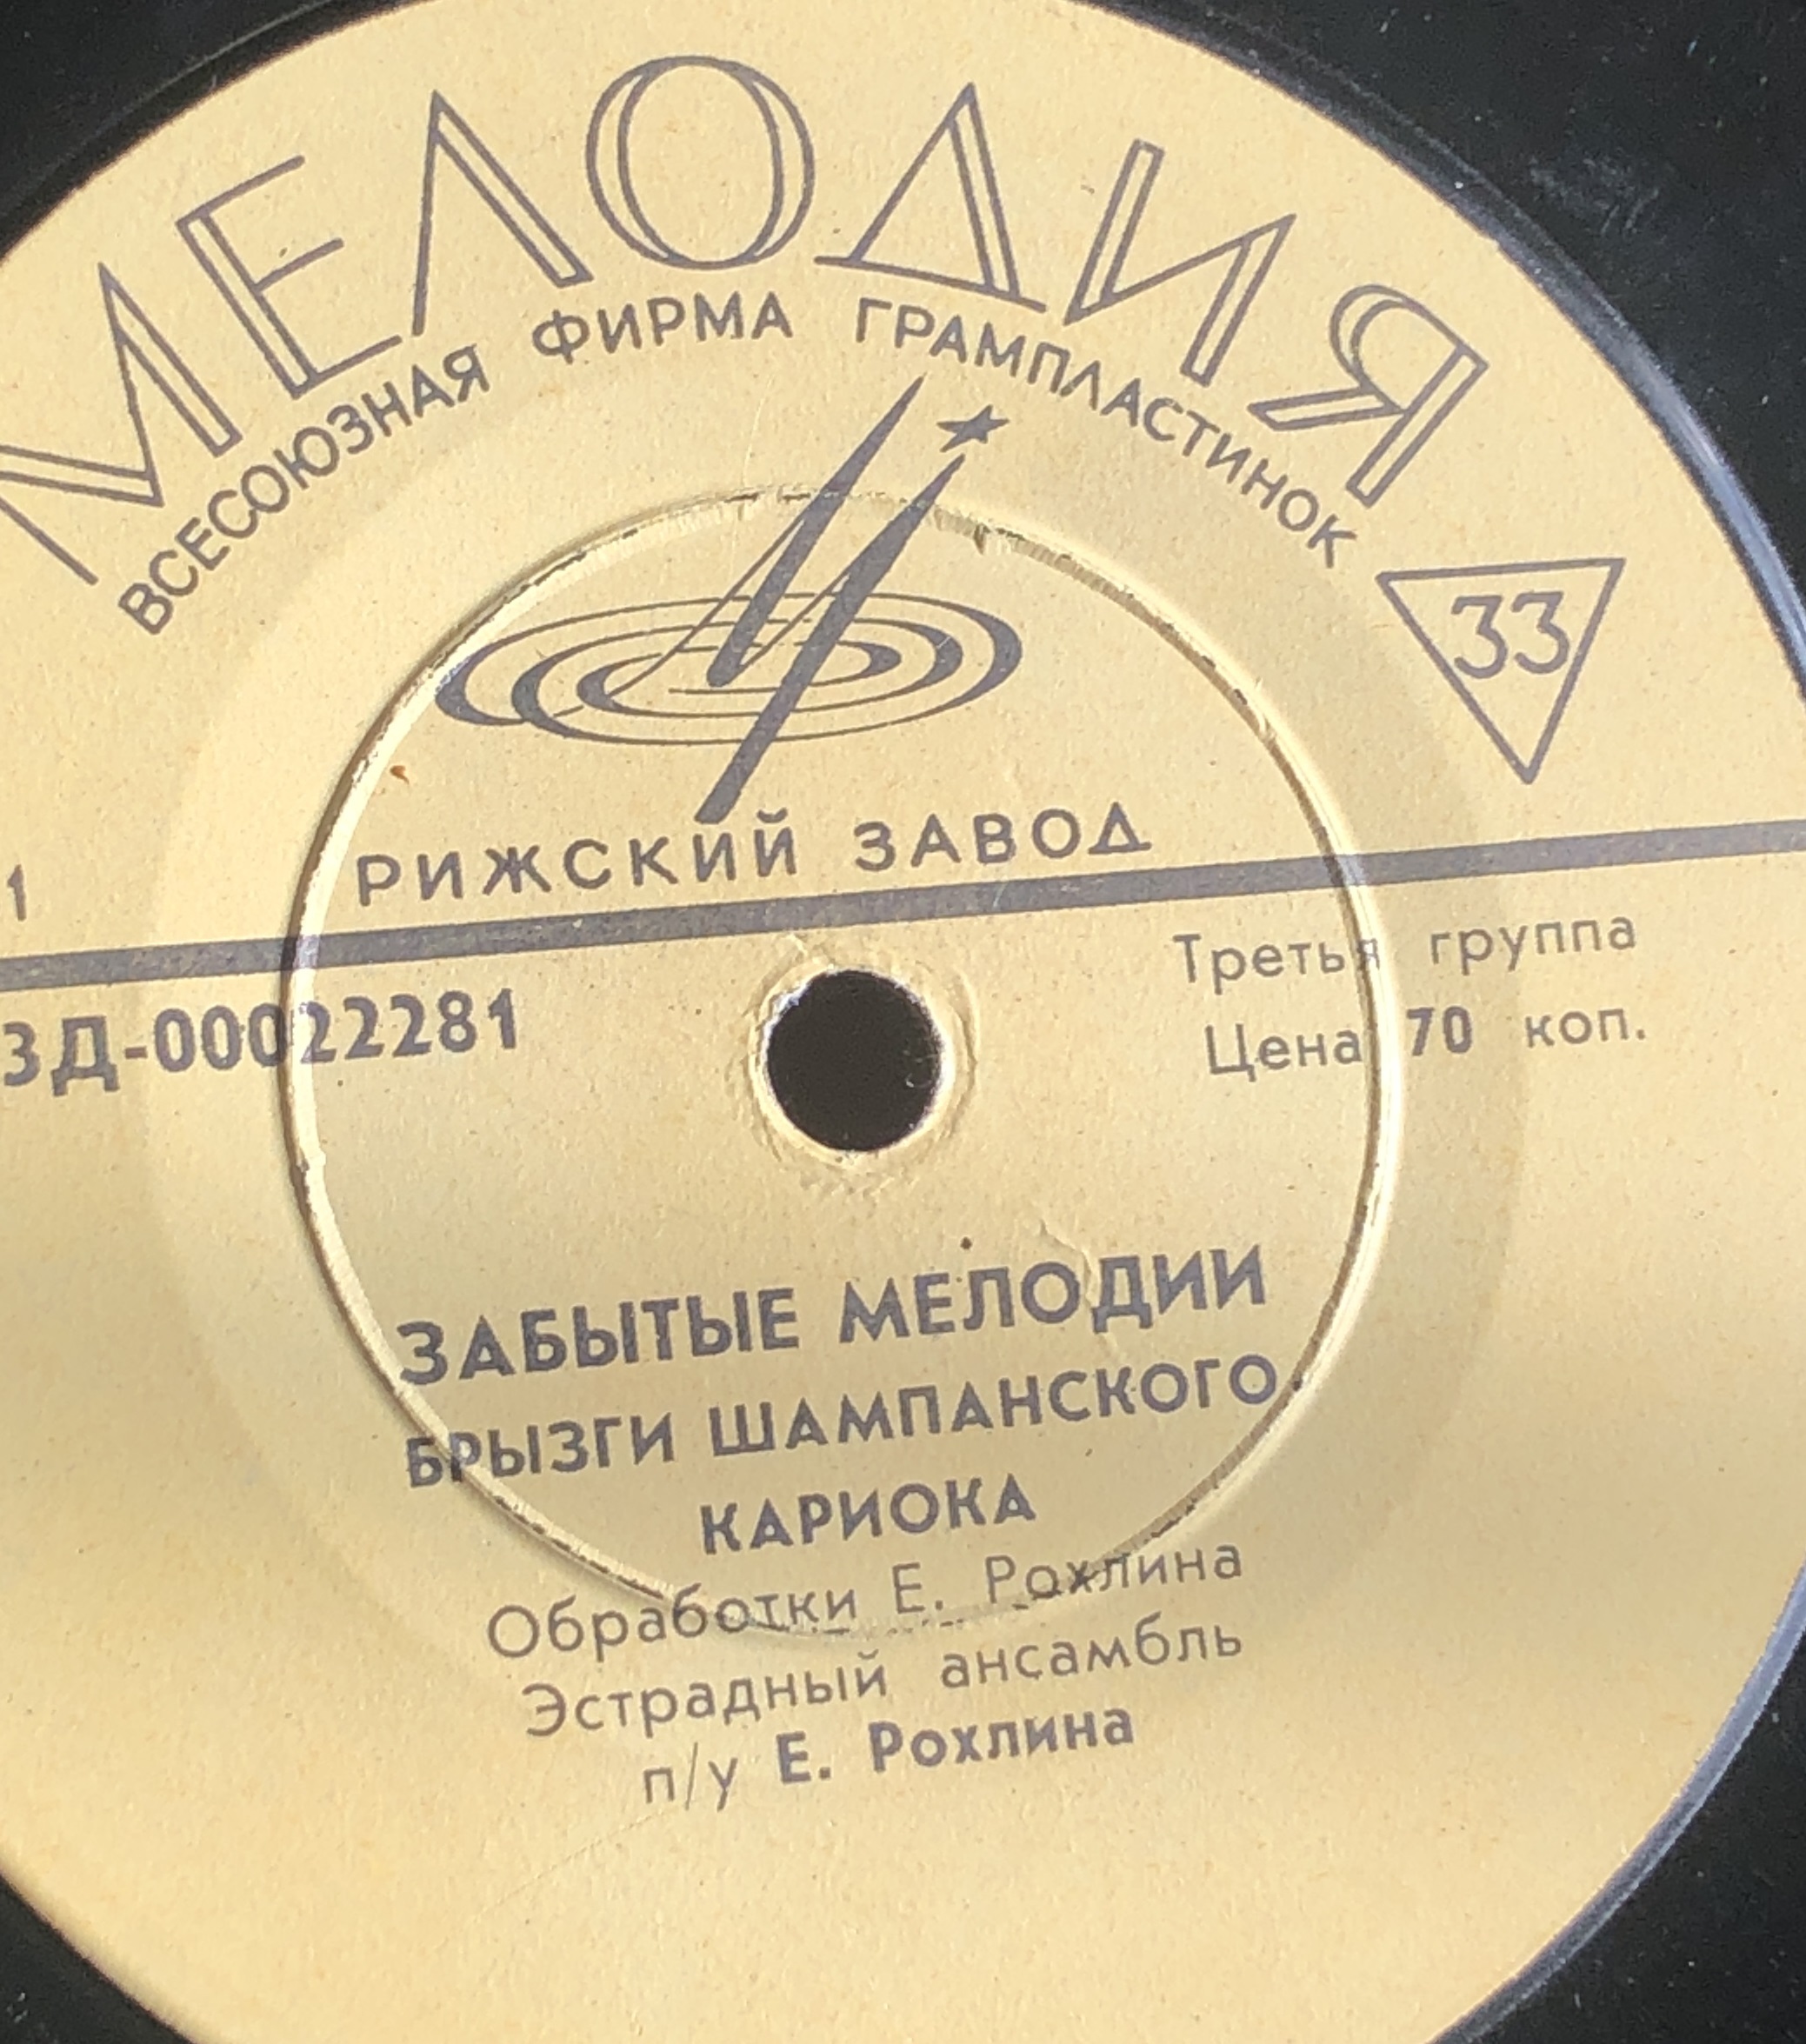 МЕЛОДИЯ
ВСЕСОЮЗНАЯ ФИРМА ГРАМПЛАСТИНОК
33
РИЖСКИЙ ЗАВОД
1
Третья группа
33Д-00022281
Цена 70 коп.
ЗАБЫТЫЕ МЕЛОДИИ
БРЫЗГИ ШАМПАНСКОГО
КАРИОКА
Обработки Е. Рохлина
Эстрадный ансамбль
п/у Е. Рохлина